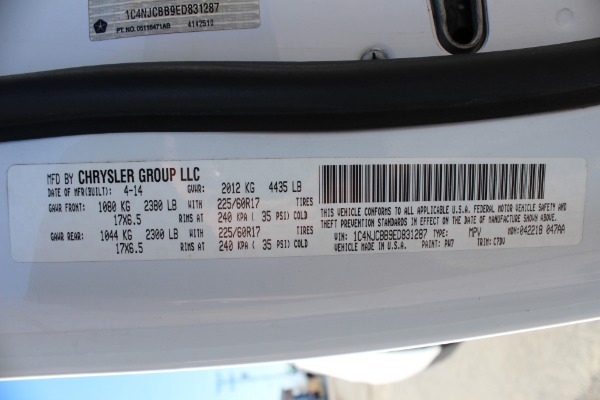 1C4NJCBB9ED831287
PT. NO. 05116471AB 4142510
MFD BY CHRYSLER GROUP LLC
DATE OF MFR(BUILT): 4-14 GVWR: 2012 KG 4435 LB
GAWR FRONT: 1080 KG 2380 LB WITH 225/60R17 TIRES
17X6.5 RIMS AT 240 KPA ( 35 PSI) COLD
GAWR REAR: 1044 KG 2300 LB WITH 225/60R17 TIRES
17X6.5 RIMS AT 240 KPA ( 35 PSI) COLD
THIS VEHICLE CONFORMS TO ALL APPLICABLE U.S.A. FEDERAL MOTOR VEHICLE SAFETY AND
THEFT PREVENTION STANDARDS IN EFFECT ON THE DATE OF MANUFACTURE SHOWN ABOVE.
VIN: 1C4NJCBB9ED831287 TYPE: MPV MDH: 042218 047AA
VEHICLE MADE IN U.S.A. PAINT: PW7 TRIM: C7DV